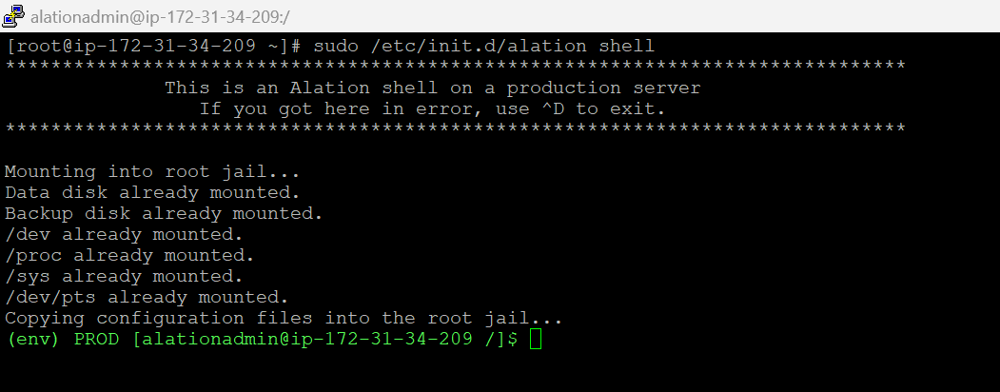 alationadmin@ip-172-31-34-209:/
[root@ip-172-31-34-209 ~]# sudo /etc/init.d/alation shell
*******************************************************************************
This is an Alation shell on a production server
If you got here in error, use ^D to exit.
*******************************************************************************
Mounting into root jail...
Data disk already mounted.
Backup disk already mounted.
/dev already mounted.
/proc already mounted.
/sys already mounted.
/dev/pts already mounted.
Copying configuration files into the root jail...
(env) PROD [alationadmin@ip-172-31-34-209 /]$